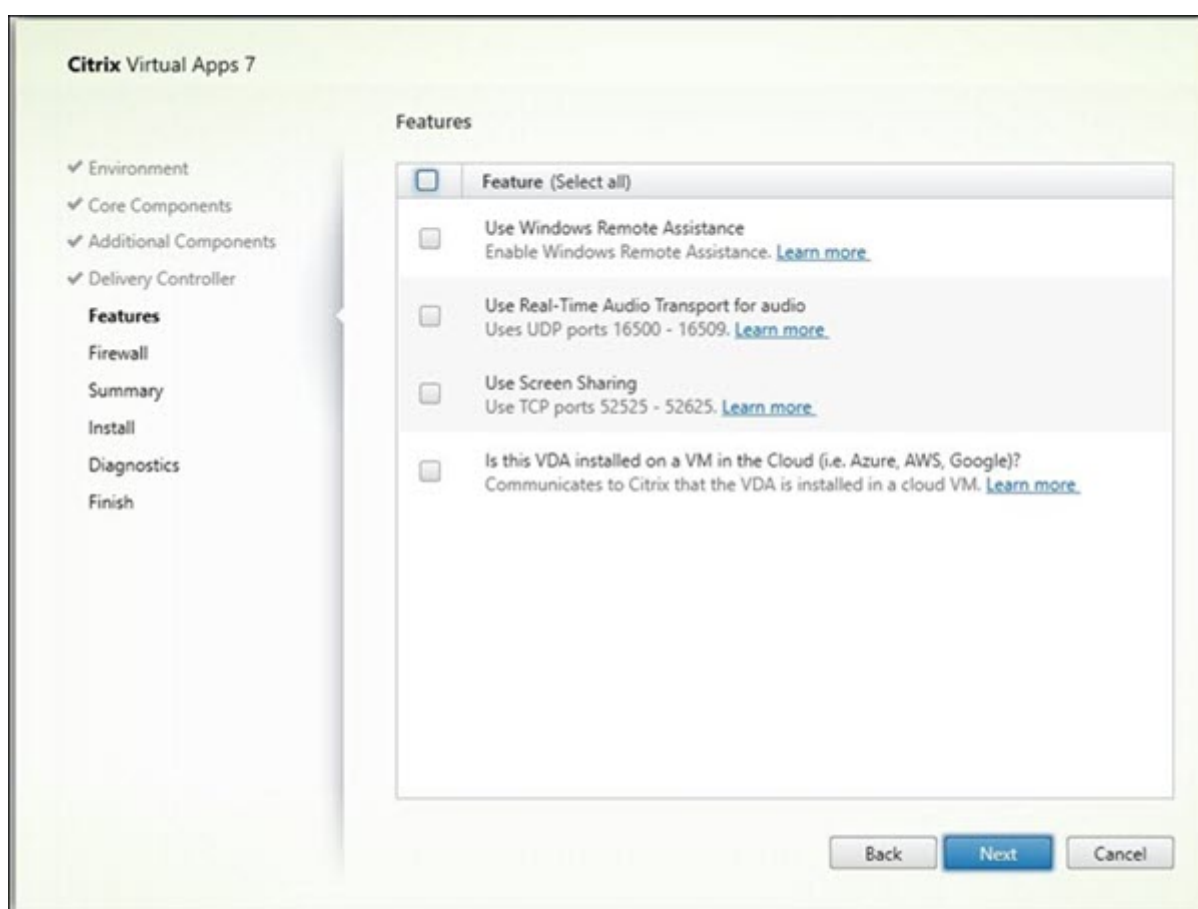 Citrix Virtual Apps 7
Features
Environment
Core Components
Additional Components
Delivery Controller
Features
Firewall
Summary
Install
Diagnostics
Finish
Feature (Select all)
Use Windows Remote Assistance
Enable Windows Remote Assistance. Learn more
Use Real-Time Audio Transport for audio
Uses UDP ports 16500 - 16509. Learn more
Use Screen Sharing
Use TCP ports 52525 - 52625. Learn more
Is this VDA installed on a VM in the Cloud (i.e. Azure, AWS, Google)?
Communicates to Citrix that the VDA is installed in a cloud VM. Learn more
Back
Next
Cancel